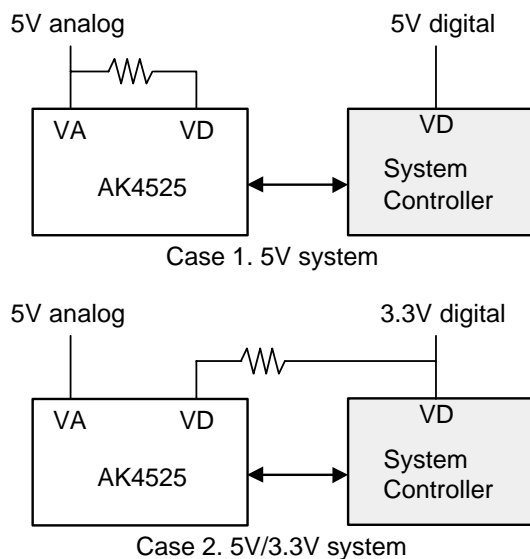 5V analog
5V digital
VA
VD
VD
AK4525
System
Controller
Case 1. 5V system
5V analog
3.3V digital
VA
VD
VD
AK4525
System
Controller
Case 2. 5V/3.3V system